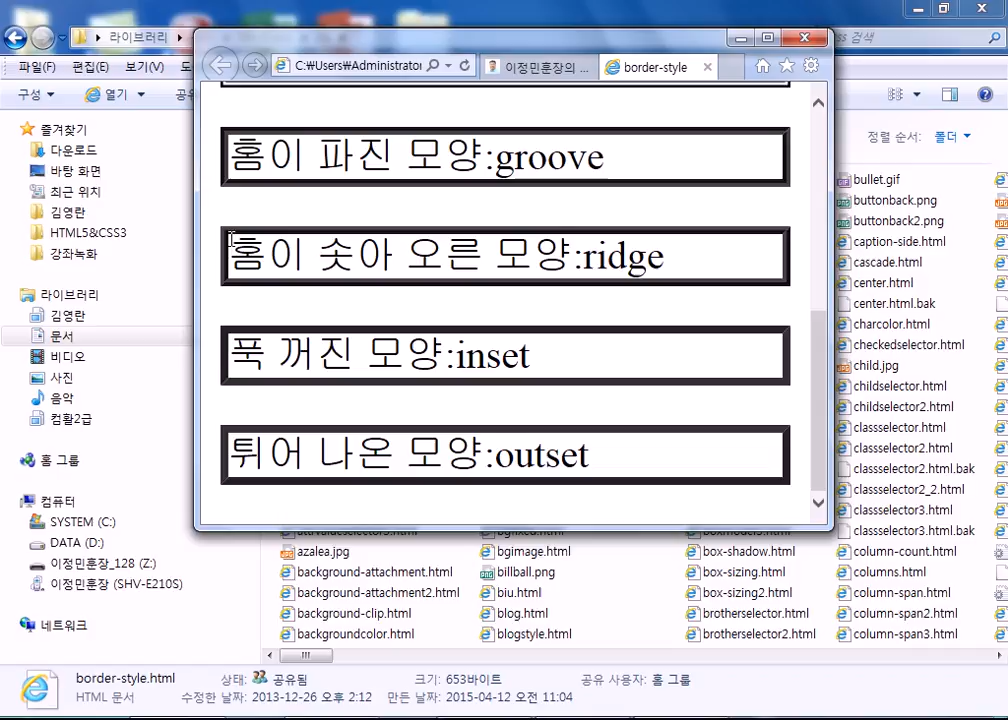 라이브러리
검색
파일(F) 편집(E) 보기(V) 도
구성 열기 공유
C:₩Users₩Administrator
이정민훈장의 ...
border-style
정렬 순서: 폴더
즐겨찾기
다운로드
바탕 화면
최근 위치
김영란
HTML5&CSS3
강좌녹화
라이브러리
김영란
문서
비디오
사진
음악
컴활2급
홈 그룹
컴퓨터
SYSTEM (C:)
DATA (D:)
이정민훈장_128 (Z:)
이정민훈장 (SHV-E210S)
네트워크
홈이 파진 모양:groove
홈이 솟아 오른 모양:ridge
푹 꺼진 모양:inset
튀어 나온 모양:outset
azalea.jpg
background-attachment.html
background-attachment2.html
background-clip.html
backgroundcolor.html
bgfixed.html
bgimage.html
billball.png
biu.html
blog.html
blogstyle.html
box-shadow.html
box-sizing.html
box-sizing2.html
brotherselector.html
brotherselector2.html
bullet.gif
buttonback.png
buttonback2.png
caption-side.html
cascade.html
center.html
center.html.bak
charcolor.html
checkedselector.html
child.jpg
childselector.html
childselector2.html
classselector.html
classselector2.html
classselector2.html.bak
classselector2_2.html
classselector3.html
classselector3.html.bak
column-count.html
columns.html
column-span.html
column-span2.html
column-span3.html
border-style.html 상태: 공유됨 크기: 653바이트 공유 사용자: 홈 그룹
HTML 문서 수정한 날짜: 2013-12-26 오후 2:12 만든 날짜: 2015-04-12 오전 11:04